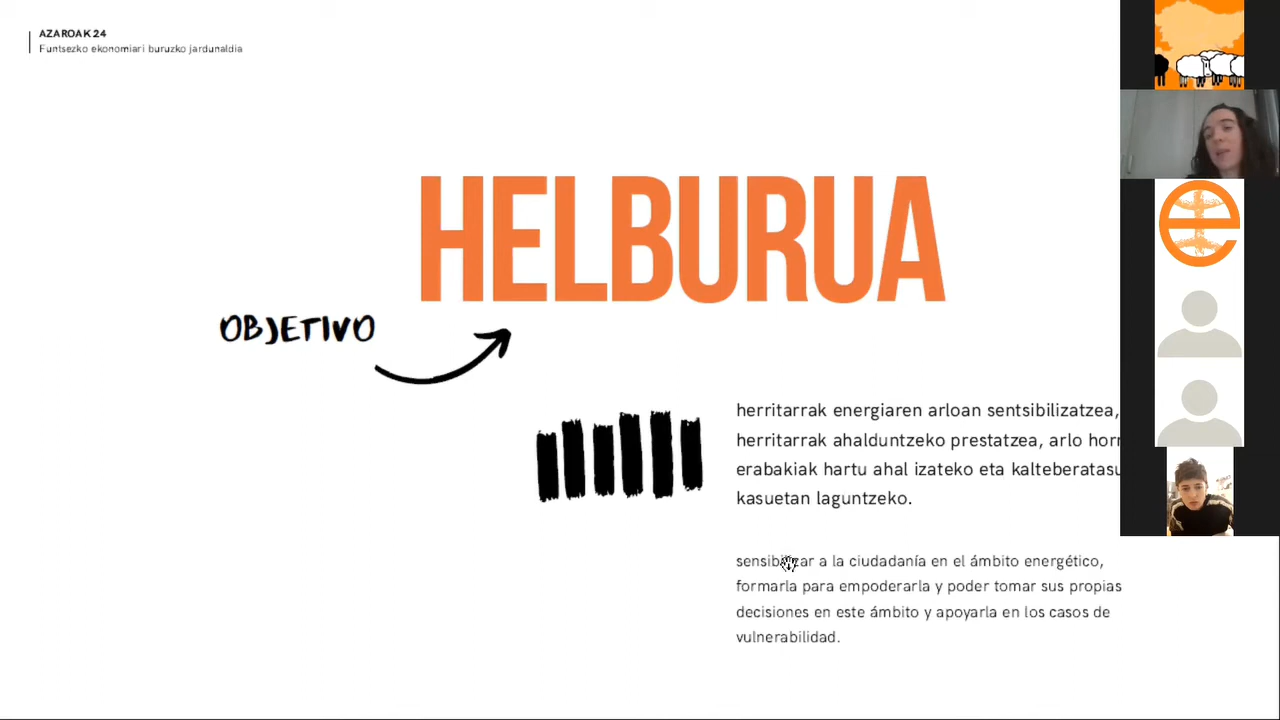 AZAROAK 24
Funtsezko ekonomiari buruzko jardunaldia
HELBURUA
OBJETIVO
herritarrak energiaren arloan sentsibilizatzea,
herritarrak ahalduntzeko prestatzea, arlo
erabakiak hartu ahal izateko eta
kasuetan laguntzeko.
sensibilizar a la ciudadanía en el ámbito energético,
formarla para empoderarla y poder tomar sus propias
decisiones en este ámbito y apoyarla en los casos de
vulnerabilidad.